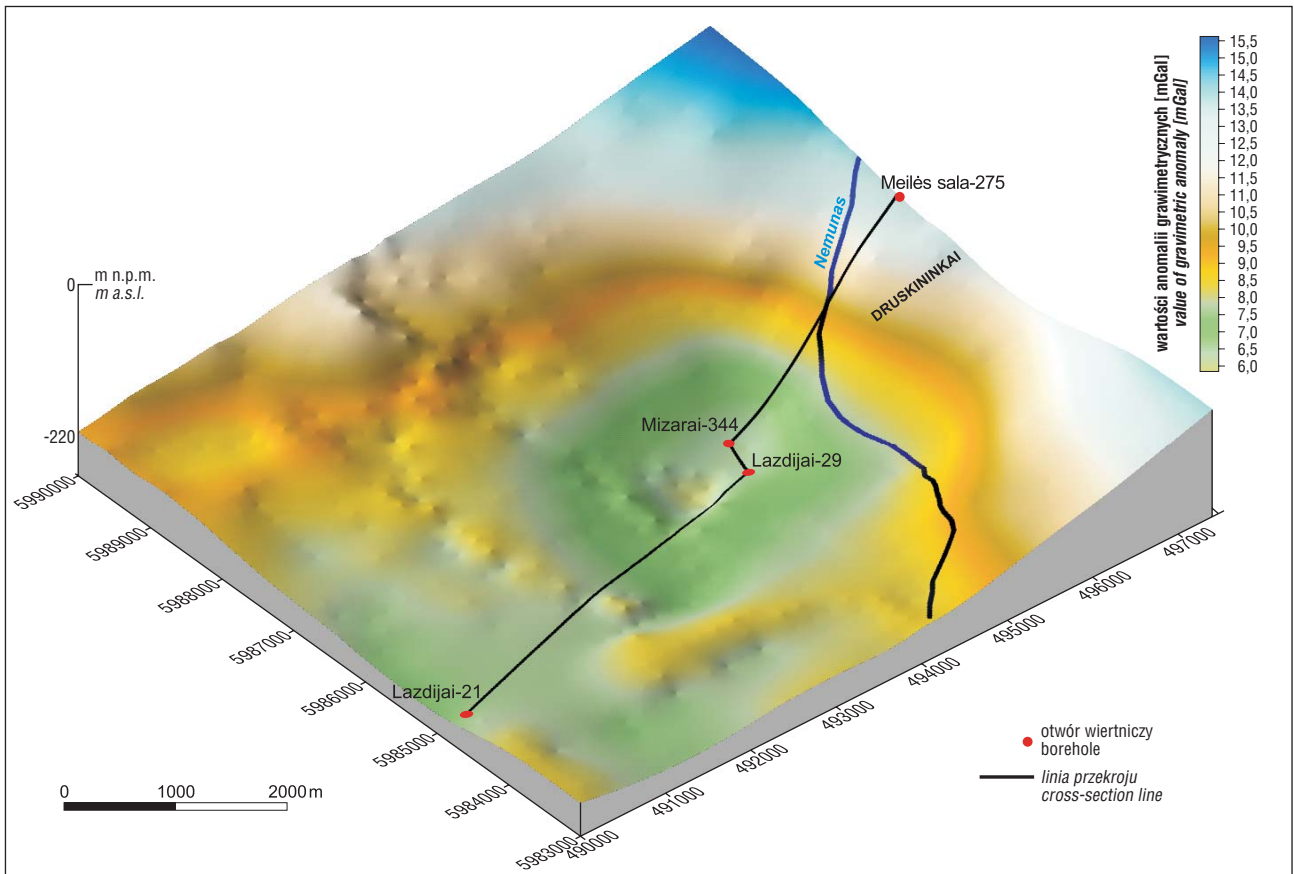 15,5
15,0
14,0
13,5
13,0
12,5
12,0
11,0
10,5
10,0
9,5
9,0
8,5
8,0
7,5
7,0
6,5
6,0
wartości anomalii grawimetrycznych [mGal]
value of gravimetric anomaly [mGal]
Meilės sala-275
Nemunas
DRUSKININKAI
0
m n.p.m.
m a.s.l.
-220
Mizarai-344
Lazdijai-29
Lazdijai-21
5990000
5989000
5988000
5987000
5986000
5985000
5984000
5983000
490000
491000
492000
493000
494000
495000
496000
497000
otwór wiertniczy
borehole
linia przekroju
cross-section line
0 1000 2000 m